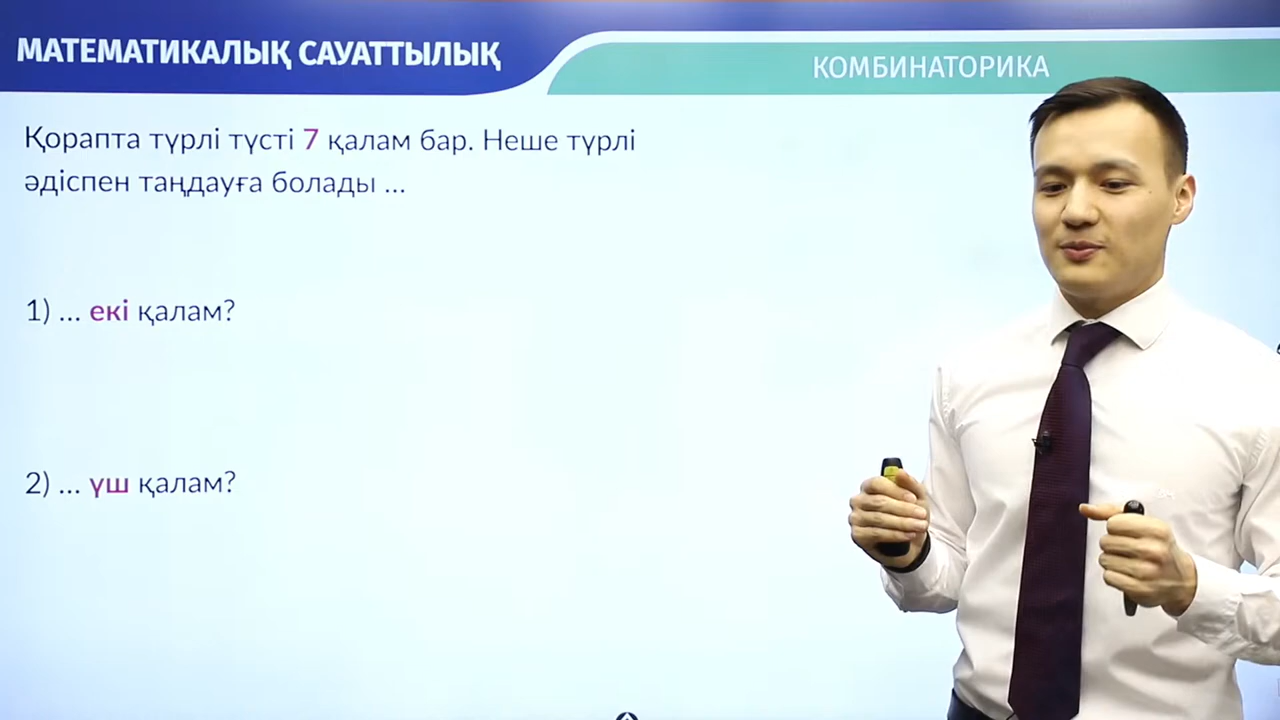 МАТЕМАТИКАЛЫҚ САУАТТЫЛЫҚ
КОМБИНАТОРИКА
Қорапта түрлі түсті 7 қалам бар. Неше түрлі
әдіспен таңдауға болады ...
1) ... екі қалам?
2) ... үш қалам?